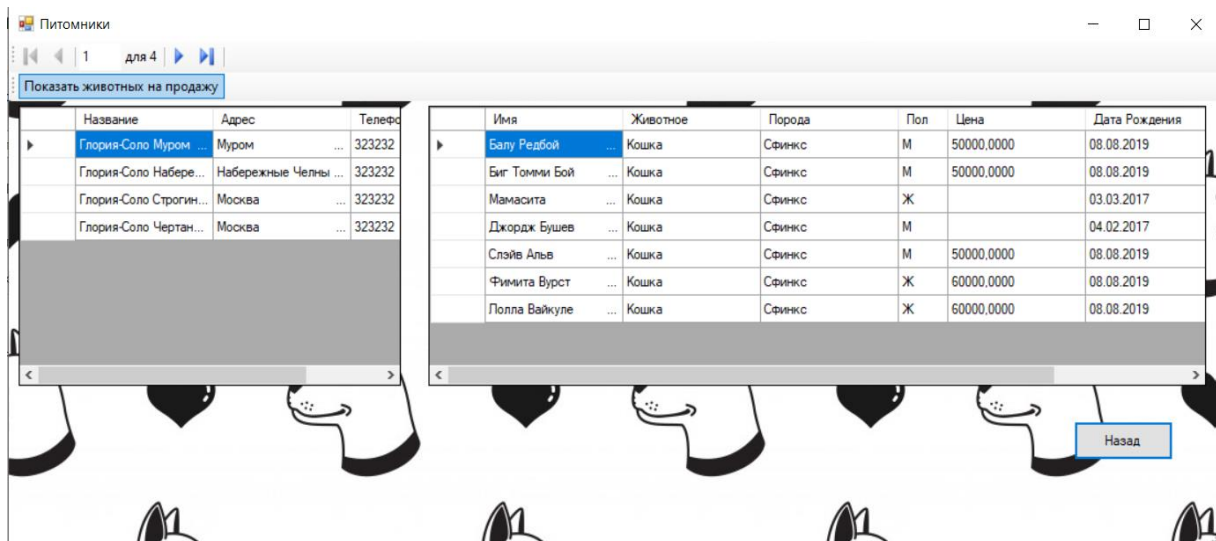 Питомники
1 для 4
Показать животных на продажу
Название Адрес Телефо
Глория-Соло Муром ... Муром ... 323232
Глория-Соло Набере... Набережные Челны ... 323232
Глория-Соло Строгин... Москва ... 323232
Глория-Соло Чертан... Москва ... 323232
Имя Животное Порода Пол Цена Дата Рождения
Балу Редбой ... Кошка Сфинкс М 50000,0000 08.08.2019
Биг Томми Бой ... Кошка Сфинкс М 50000,0000 08.08.2019
Мамасита ... Кошка Сфинкс Ж 03.03.2017
Джордж Бушев ... Кошка Сфинкс М 04.02.2017
Слэйв Альв ... Кошка Сфинкс М 50000,0000 08.08.2019
Фимита Вурст ... Кошка Сфинкс Ж 60000,0000 08.08.2019
Полла Вайкуле ... Кошка Сфинкс Ж 60000,0000 08.08.2019
Назад